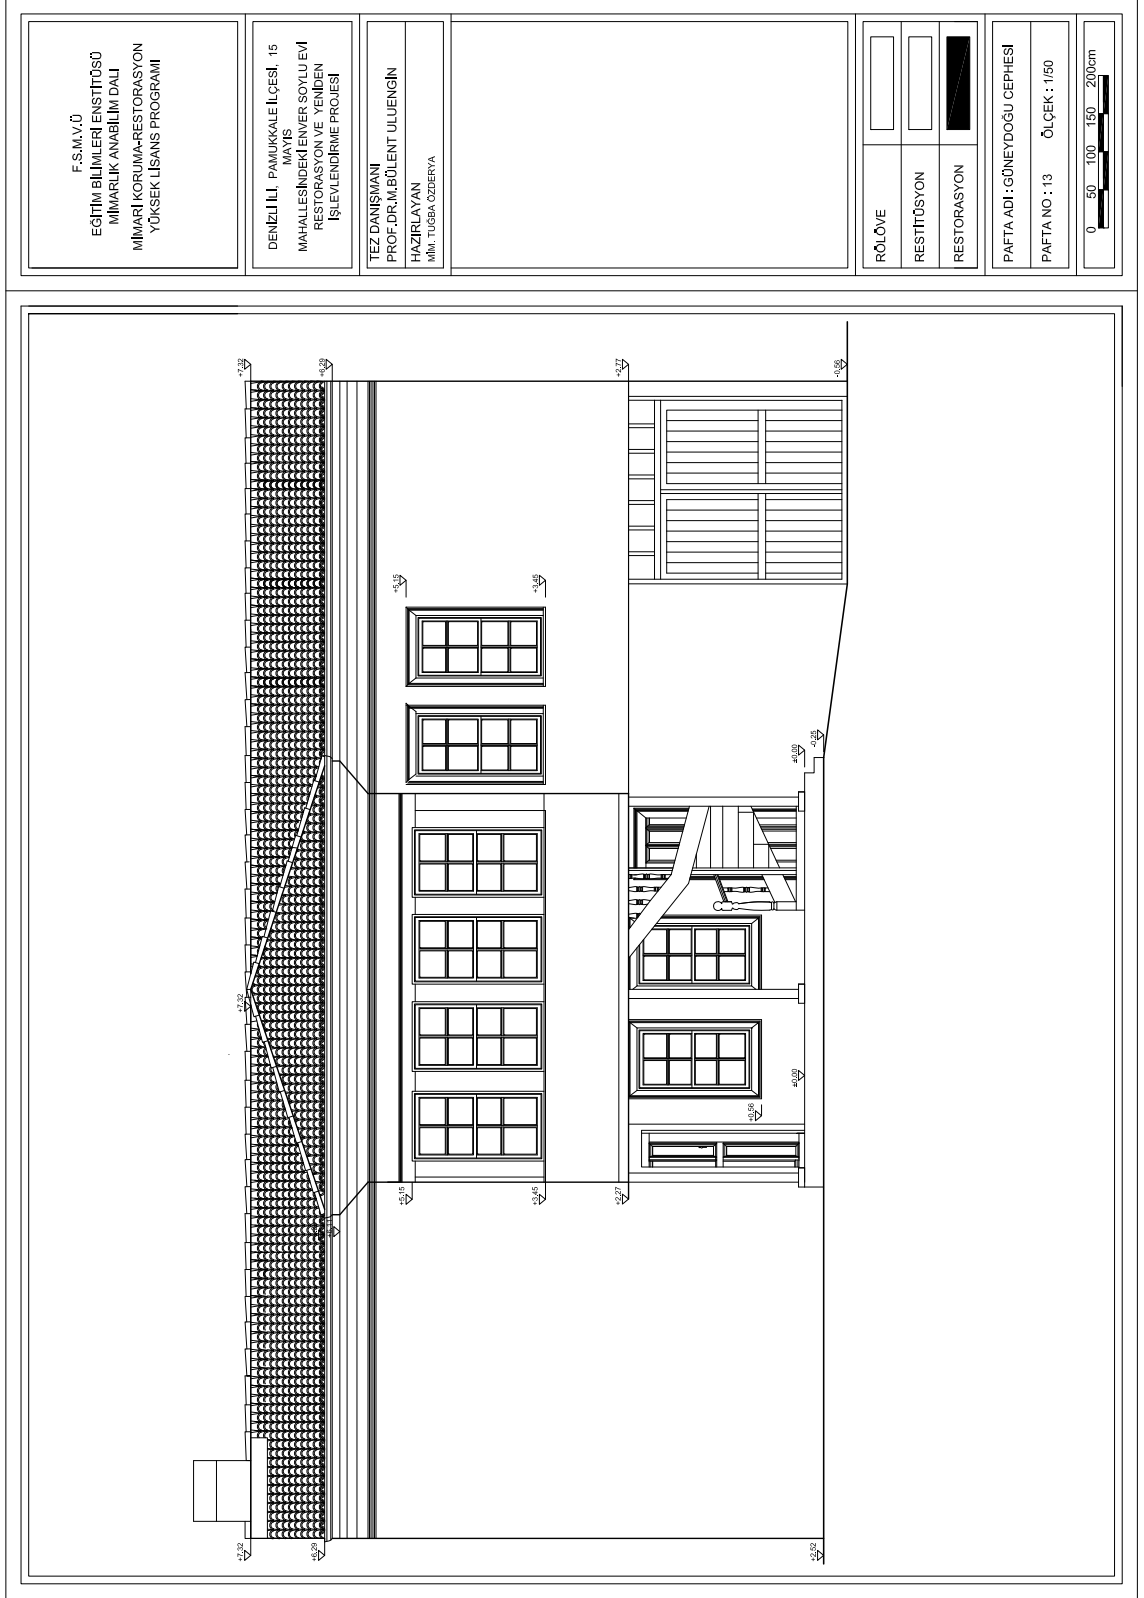 F.S.M.V.Ü
EĞİTİM BİLİMLERİ ENSTİTÜSÜ
MİMARLIK ANABİLİM DALI
MİMARİ KORUMA-RESTORASYON
YÜKSEK LİSANS PROGRAMI
DENİZLİ İLİ, PAMUKKALE İLÇESİ, 15
MAYIS
MAHALLESİNDEKİ ENVER SOYLU EVİ
RESTORASYON VE YENİDEN
İŞLEVLENDİRME PROJESİ
TEZ DANIŞMANI
PROF.DR.M.BÜLENT ULUENGİN
HAZIRLAYAN
MİM. TUĞBA ÖZDERYA
RÖLÖVE
RESTİTÜSYON
RESTORASYON
PAFTA ADI : GÜNEYDOĞU CEPHESİ
PAFTA NO : 13 ÖLÇEK : 1/50
0 50 100 150 200cm
+7,32
+6,29
+2,77
-0,56
+5,15
+3,45
±0,00
-0,25
+7,32
±0,00
+0,56
+5,15
+3,45
+2,27
+7,32
+6,29
+2,52